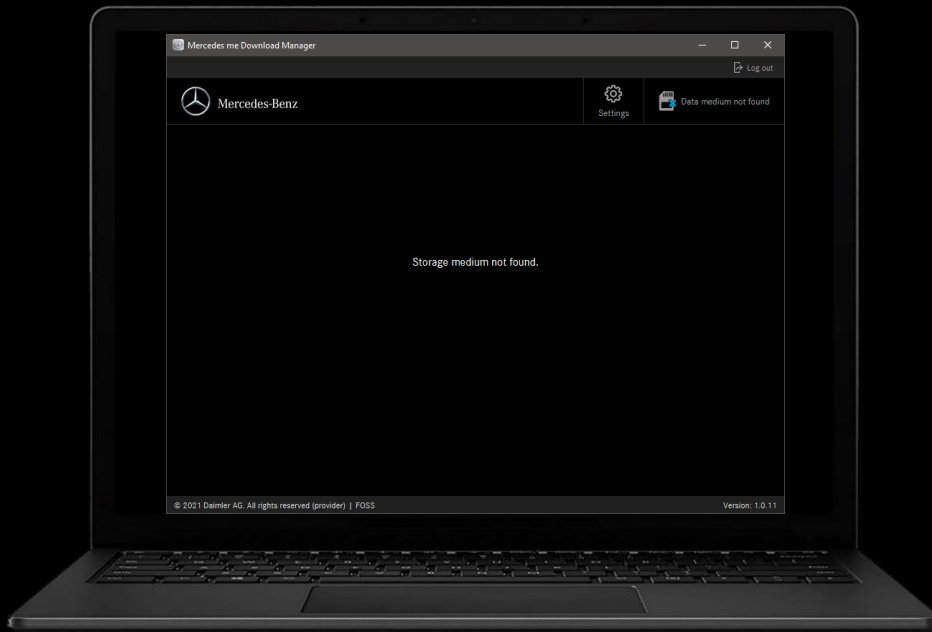 Mercedes me Download Manager
Log out
Mercedes-Benz
Settings
Data medium not found
Storage medium not found.
© 2021 Daimler AG. All rights reserved (provider) | FOSS
Version: 1.0.11